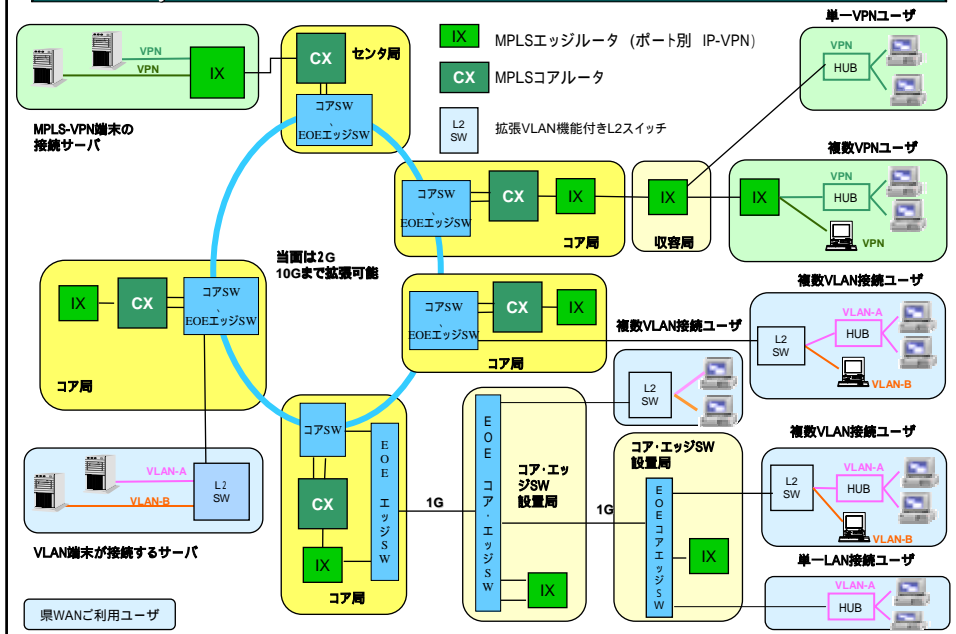 VPN
VPN
IX
MPLS-VPN端末の
接続サーバ
CX
センタ局
コアSW
、
EOEエッジSW
IX
MPLSエッジルータ (ポート別 IP-VPN)
CX
MPLSコアルータ
L2
SW
拡張VLAN機能付きL2スイッチ
単一VPNユーザ
VPN
HUB
複数VPNユーザ
IX
VPN
HUB
VPN
コアSW
、
EOEエッジSW
CX
IX
コア局
IX
収容局
当面は2G
10Gまで拡張可能
IX
CX
コアSW
、
EOEエッジSW
コア局
コアSW
、
EOEエッジSW
CX
IX
コア局
複数VLAN接続ユーザ
L2
SW
VLAN-A
HUB
VLAN-B
複数VLAN接続ユーザ
L2
SW
VLAN-A
VLAN-B
L2
SW
VLAN端末が接続するサーバ
コアSW
CX
IX
EOE エッジSW
コア局
1G
EOE コア・エッジSW
コア・エッ
ジSW
設置局
IX
1G
コア・エッジSW
設置局
EOEコアエッジSW
IX
複数VLAN接続ユーザ
L2
SW
VLAN-A
HUB
VLAN-B
単一LAN接続ユーザ
VLAN-A
HUB
県WANご利用ユーザ